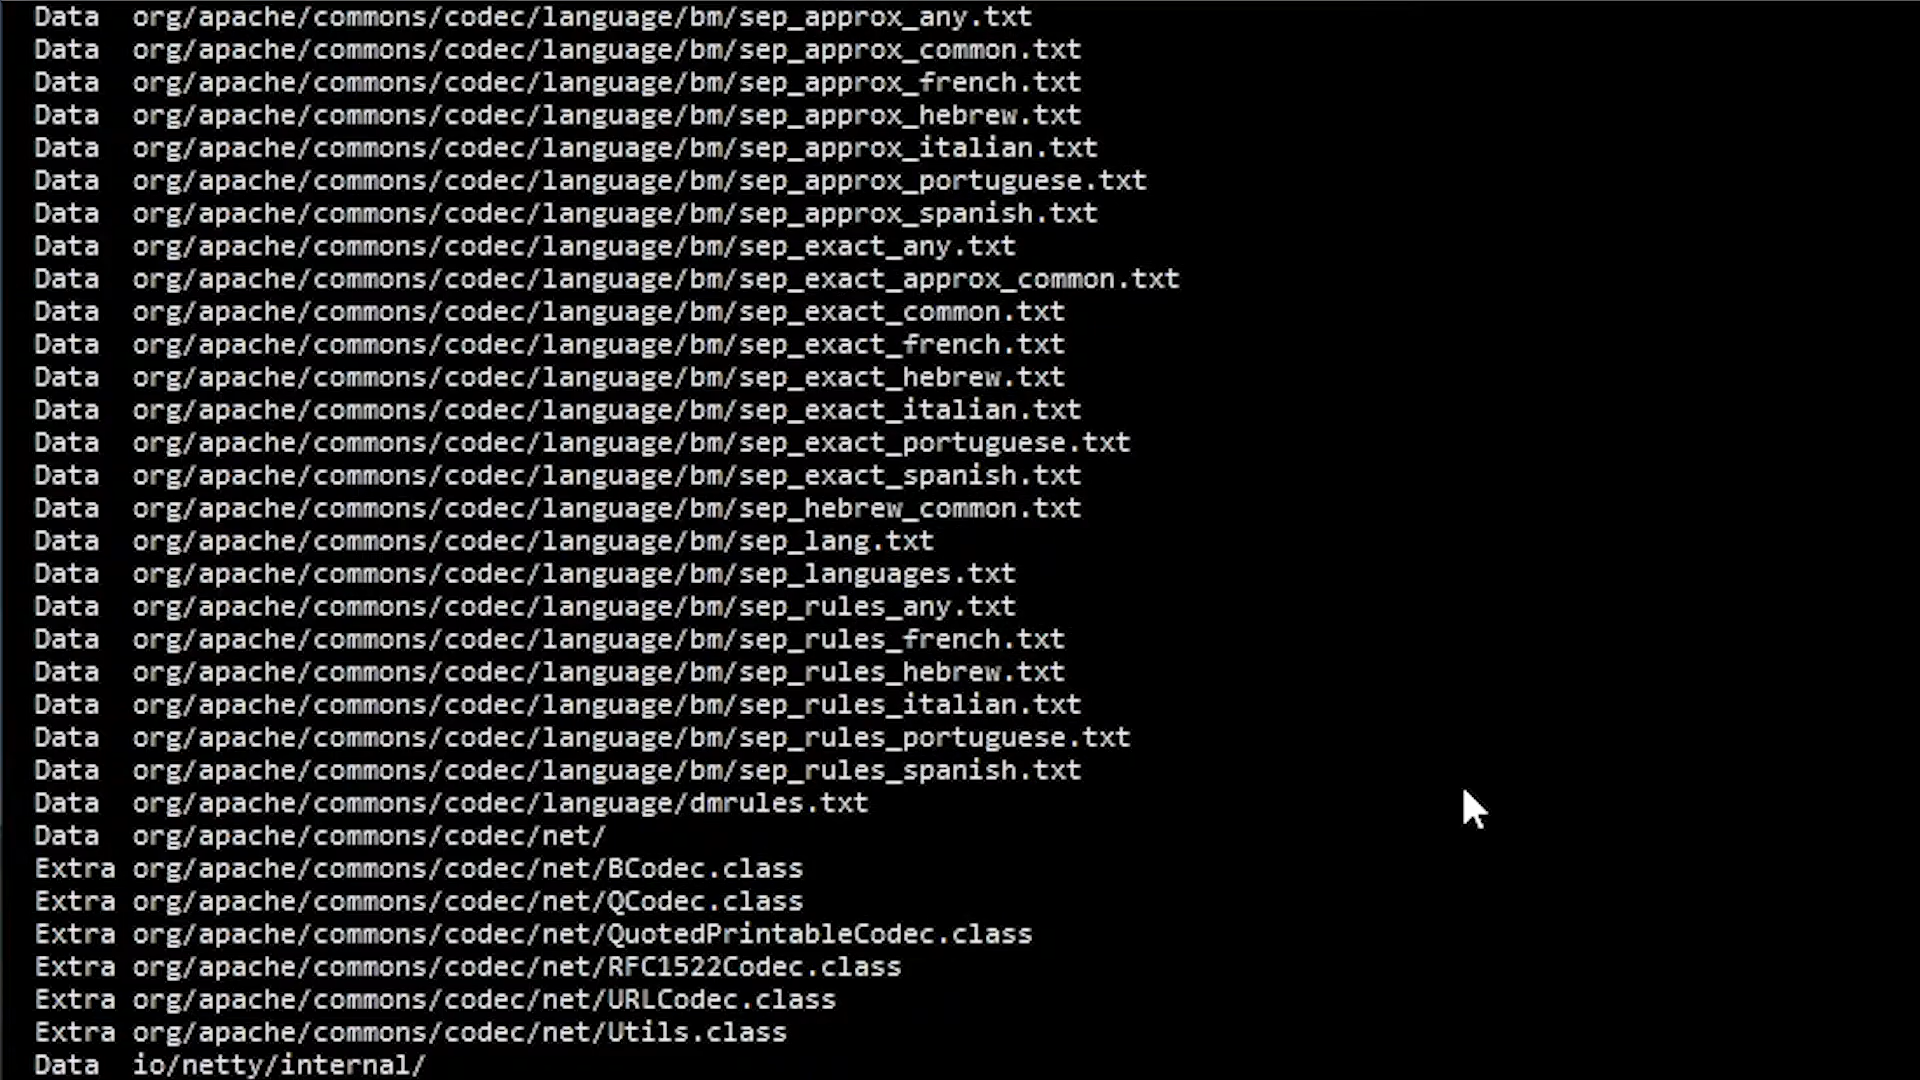 Data  org/apache/commons/codec/language/bm/sep_approx_any.txt
Data  org/apache/commons/codec/language/bm/sep_approx_common.txt
Data  org/apache/commons/codec/language/bm/sep_approx_french.txt
Data  org/apache/commons/codec/language/bm/sep_approx_hebrew.txt
Data  org/apache/commons/codec/language/bm/sep_approx_italian.txt
Data  org/apache/commons/codec/language/bm/sep_approx_portuguese.txt
Data  org/apache/commons/codec/language/bm/sep_approx_spanish.txt
Data  org/apache/commons/codec/language/bm/sep_exact_any.txt
Data  org/apache/commons/codec/language/bm/sep_exact_approx_common.txt
Data  org/apache/commons/codec/language/bm/sep_exact_common.txt
Data  org/apache/commons/codec/language/bm/sep_exact_french.txt
Data  org/apache/commons/codec/language/bm/sep_exact_hebrew.txt
Data  org/apache/commons/codec/language/bm/sep_exact_italian.txt
Data  org/apache/commons/codec/language/bm/sep_exact_portuguese.txt
Data  org/apache/commons/codec/language/bm/sep_exact_spanish.txt
Data  org/apache/commons/codec/language/bm/sep_hebrew_common.txt
Data  org/apache/commons/codec/language/bm/sep_lang.txt
Data  org/apache/commons/codec/language/bm/sep_languages.txt
Data  org/apache/commons/codec/language/bm/sep_rules_any.txt
Data  org/apache/commons/codec/language/bm/sep_rules_french.txt
Data  org/apache/commons/codec/language/bm/sep_rules_hebrew.txt
Data  org/apache/commons/codec/language/bm/sep_rules_italian.txt
Data  org/apache/commons/codec/language/bm/sep_rules_portuguese.txt
Data  org/apache/commons/codec/language/bm/sep_rules_spanish.txt
Data  org/apache/commons/codec/language/dmrules.txt
Data  org/apache/commons/codec/net/
Extra org/apache/commons/codec/net/BCodec.class
Extra org/apache/commons/codec/net/QCodec.class
Extra org/apache/commons/codec/net/QuotedPrintableCodec.class
Extra org/apache/commons/codec/net/RFC1522Codec.class
Extra org/apache/commons/codec/net/URLCodec.class
Extra org/apache/commons/codec/net/Utils.class
Data  io/netty/internal/